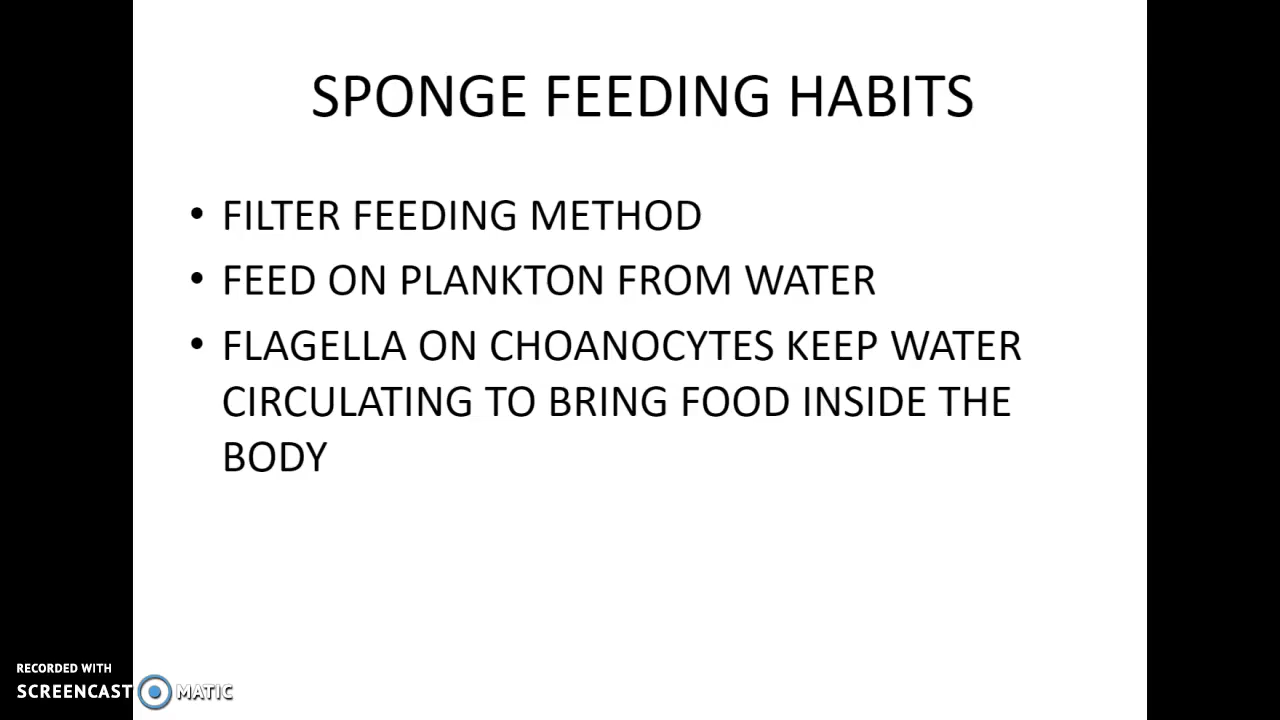 SPONGE FEEDING HABITS
• FILTER FEEDING METHOD
• FEED ON PLANKTON FROM WATER
• FLAGELLA ON CHOANOCYTES KEEP WATER
CIRCULATING TO BRING FOOD INSIDE THE
BODY
RECORDED WITH
SCREENCAST MATIC